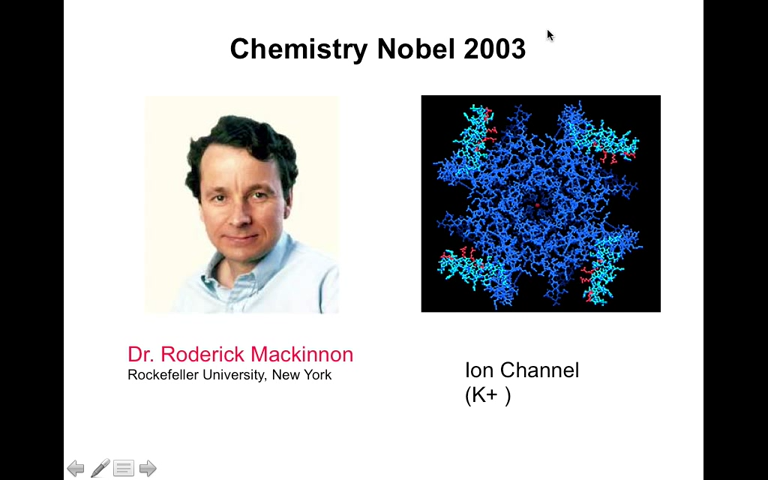 Chemistry Nobel 2003
Dr. Roderick Mackinnon
Rockefeller University, New York
Ion Channel
(K+ )